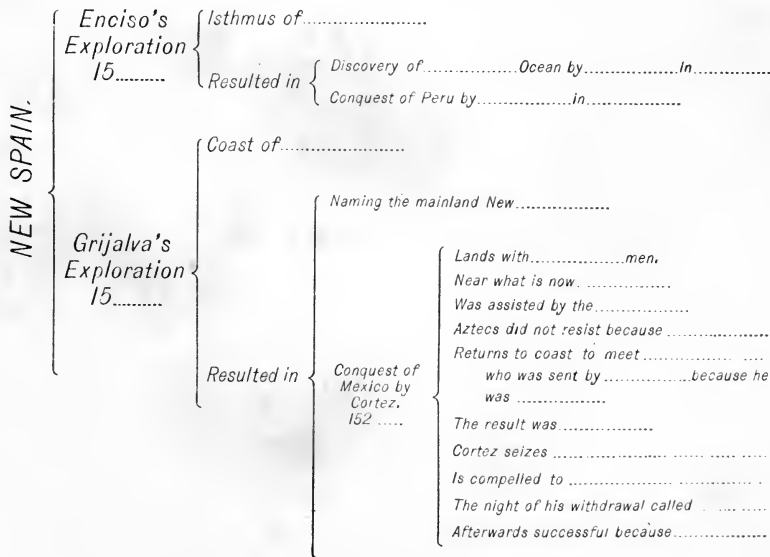 NEW SPAIN.
Enciso's
Exploration
15..........
Isthmus of..........................
Resulted in
Discovery of...................Ocean by....................in................
Conquest of Peru by...................in....................
Grijalva's
Exploration
15..........
Coast of..........................
Resulted in
Naming the mainland New....................
Conquest of
Mexico by
Cortez.
152 .....
Lands with....................men.
Near what is now....................
Was assisted by the....................
Aztecs did not resist because ....................
Returns to coast to meet.................... ....
who was sent by ..................because he
was ....................
The result was....................
Cortez seizes ........................................
Is compelled to ........................................
The night of his withdrawal called ....................
Afterwards successful because....................